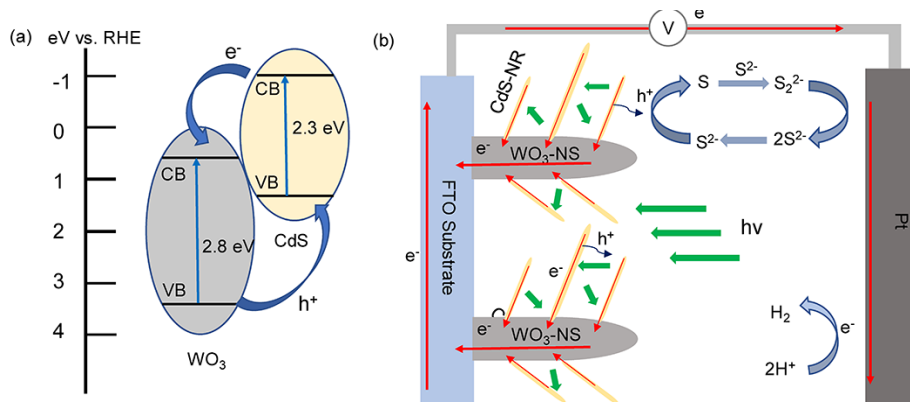 (a)
eV vs. RHE
-1
0
1
2
3
4
e⁻
CB
2.3 eV
VB
CdS
CB
2.8 eV
VB
h⁺
WO₃
(b)
e
V
CdS-NR
h⁺
S
S²⁻
S₂²⁻
S²⁻
2S²⁻
e⁻
WO₃-NS
FTO Substrate
e⁻
hν
Pt
h⁺
e⁻
e⁻
WO₃-NS
H₂
e⁻
2H⁺